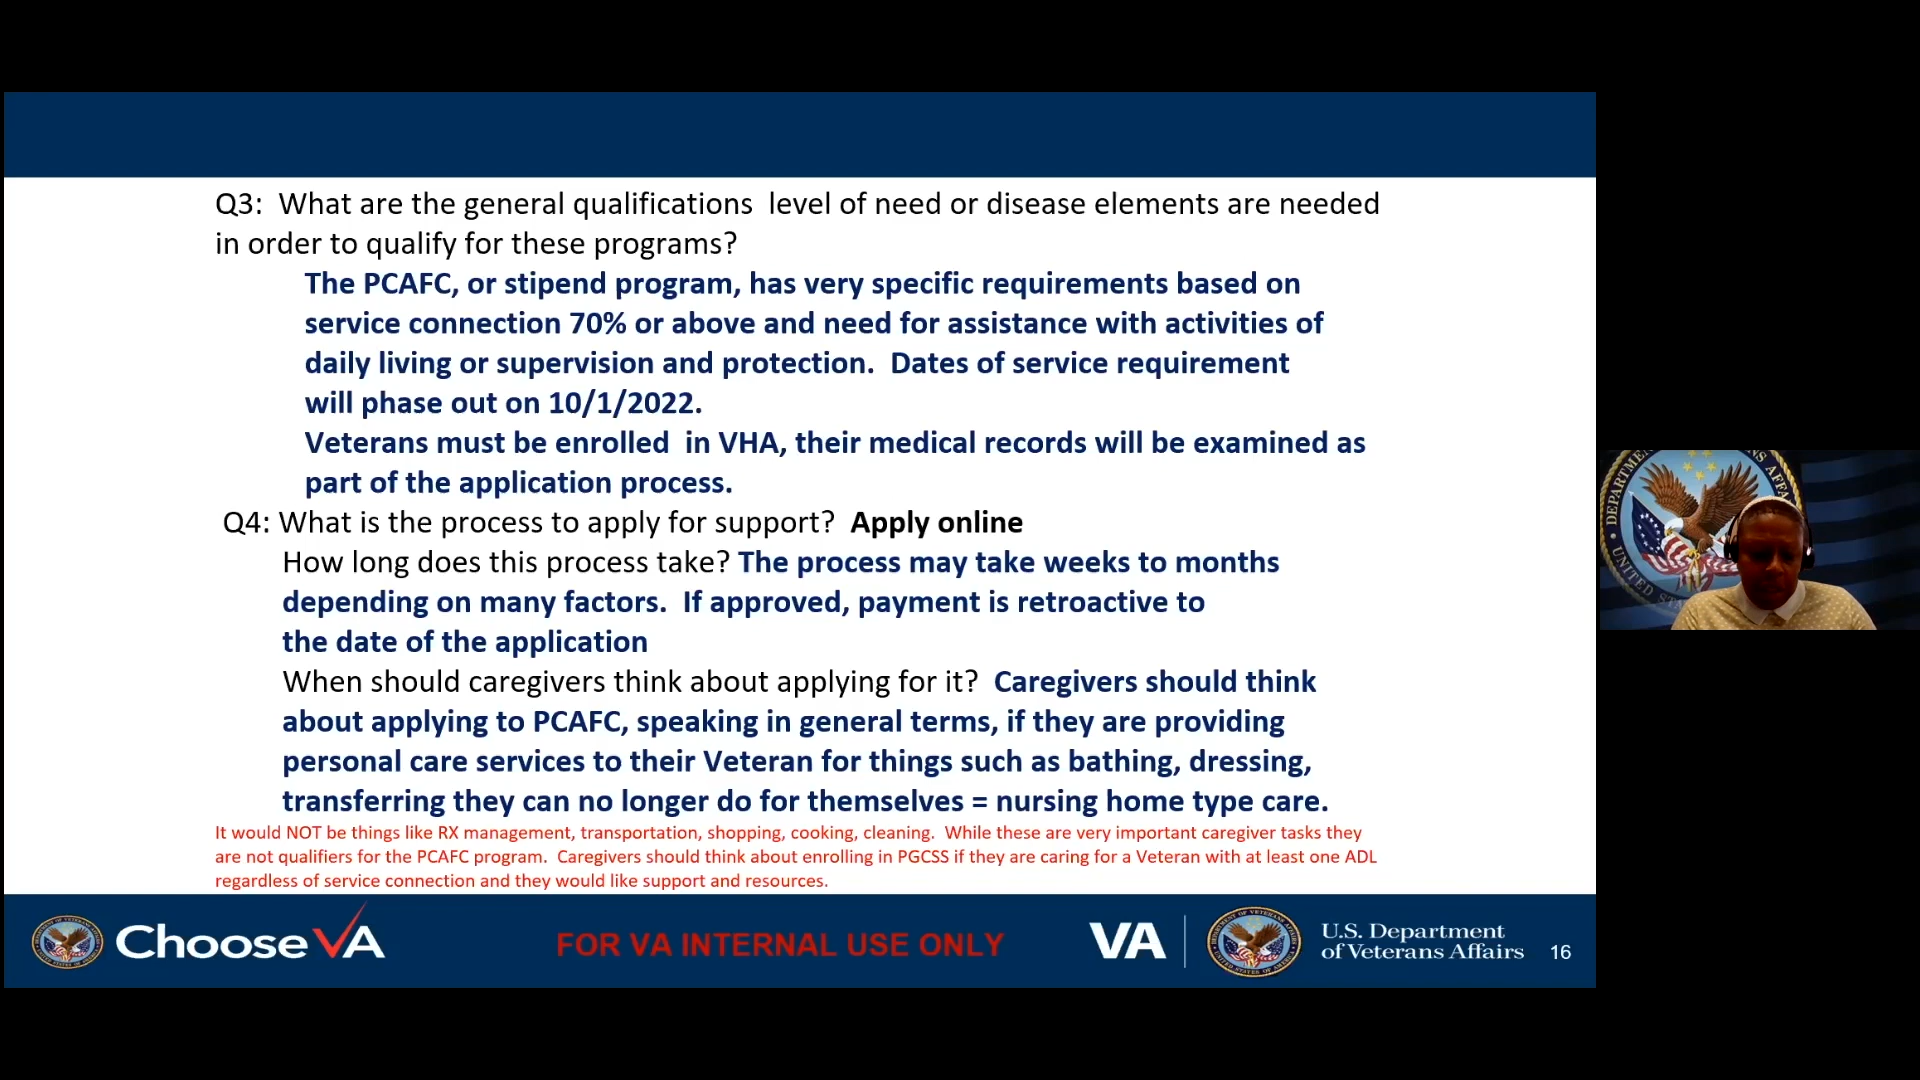 Q3:  What are the general qualifications  level of need or disease elements are needed
in order to qualify for these programs?
The PCAFC, or stipend program, has very specific requirements based on
service connection 70% or above and need for assistance with activities of
daily living or supervision and protection.  Dates of service requirement
will phase out on 10/1/2022.
Veterans must be enrolled  in VHA, their medical records will be examined as
part of the application process.
Q4: What is the process to apply for support?  Apply online
How long does this process take? The process may take weeks to months
depending on many factors.  If approved, payment is retroactive to
the date of the application
When should caregivers think about applying for it?  Caregivers should think
about applying to PCAFC, speaking in general terms, if they are providing
personal care services to their Veteran for things such as bathing, dressing,
transferring they can no longer do for themselves = nursing home type care.
It would NOT be things like RX management, transportation, shopping, cooking, cleaning.  While these are very important caregiver tasks they
are not qualifiers for the PCAFC program.  Caregivers should think about enrolling in PGCSS if they are caring for a Veteran with at least one ADL
regardless of service connection and they would like support and resources.
Choose VA
FOR VA INTERNAL USE ONLY
VA
U.S. Department
of Veterans Affairs
16